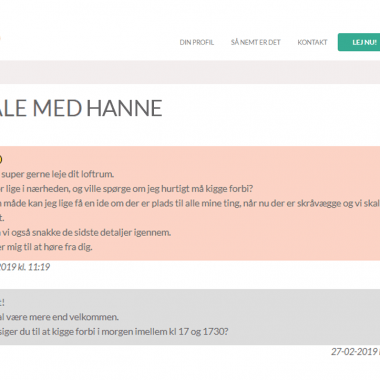 DIN PROFIL SÅ NEMT ER DET KONTAKT LEJ NU!
ALE MED HANNE
super gerne leje dit loftrum.
lige i nærheden, og ville spørge om jeg hurtigt må kigge forbi?
måde kan jeg lige få en ide om der er plads til alle mine ting, når nu der er skråvægge og vi skal
vi også snakke de sidste detaljer igennem.
er mig til at høre fra dig.
2019 kl. 11:19
t!
al være mere end velkommen.
siger du til at kigge forbi i morgen imellem kl 17 og 1730?
27-02-2019